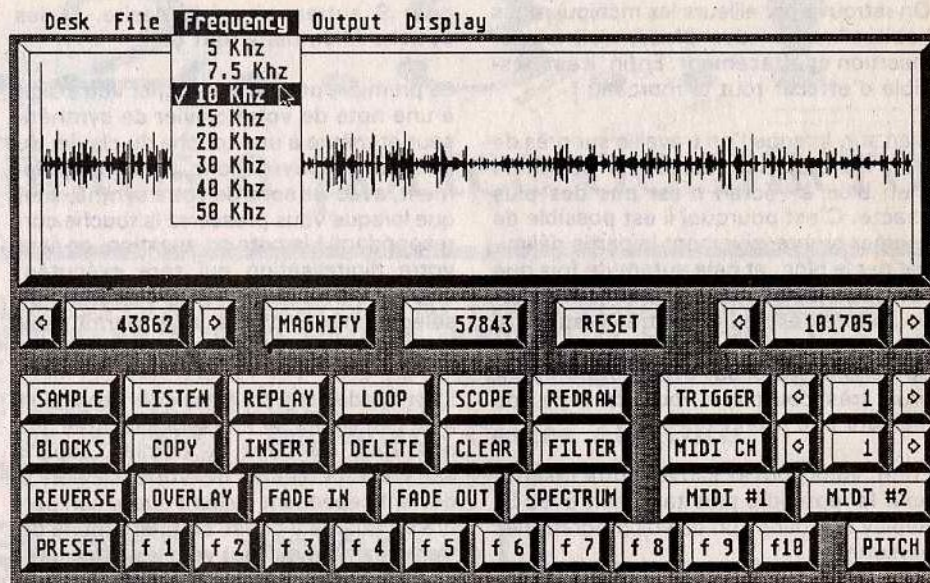 Desk File Frequency Output Display
5 Khz
7.5 Khz
✓ 10 Khz
15 Khz
20 Khz
30 Khz
40 Khz
50 Khz
43862 MAGNIFY 57843 RESET 101705
SAMPLE LISTEN REPLAY LOOP SCOPE REDRAW TRIGGER 1
BLOCKS COPY INSERT DELETE CLEAR FILTER MIDI CH 1
REVERSE OVERLAY FADE IN FADE OUT SPECTRUM MIDI #1 MIDI #2
PRESET f 1 f 2 f 3 f 4 f 5 f 6 f 7 f 8 f 9 f10 PITCH